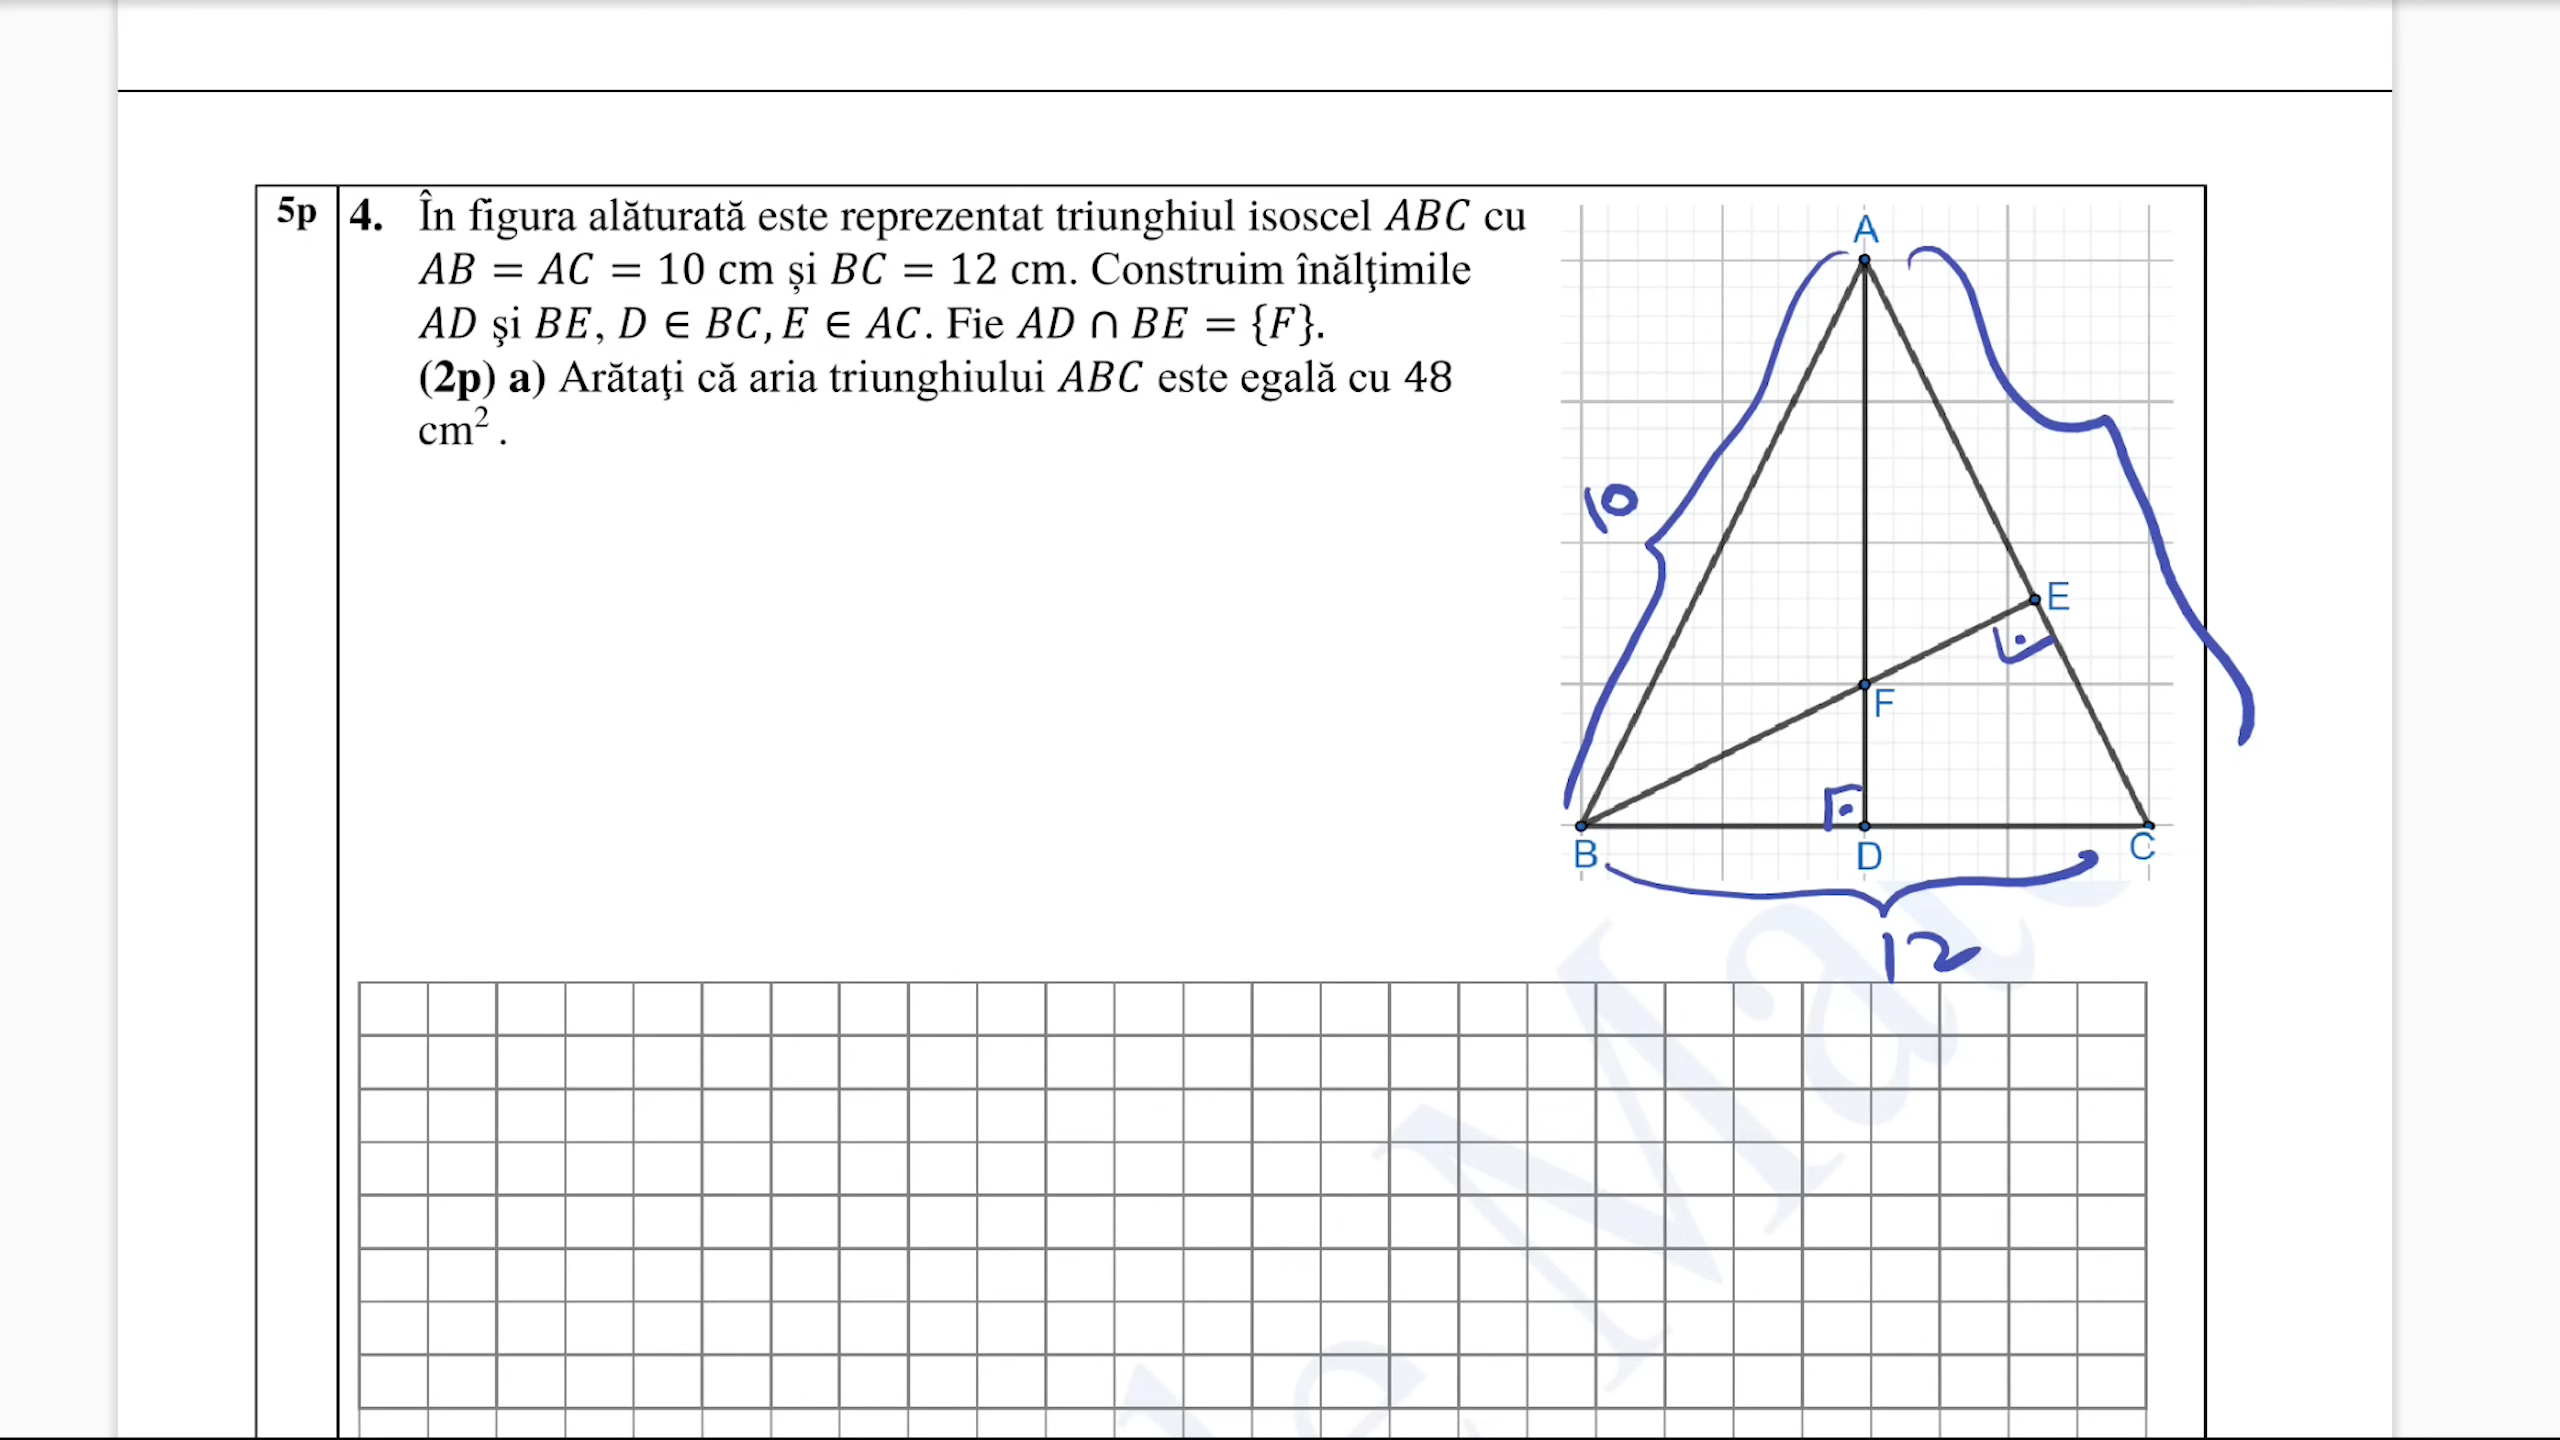 5p
4. În figura alăturată este reprezentat triunghiul isoscel ABC cu
AB = AC = 10 cm și BC = 12 cm. Construim înălţimile
AD şi BE, D ∈ BC, E ∈ AC. Fie AD ∩ BE = {F}.
(2p) a) Arătaţi că aria triunghiului ABC este egală cu 48
cm² .
A
10
E
F
B
D
C
12